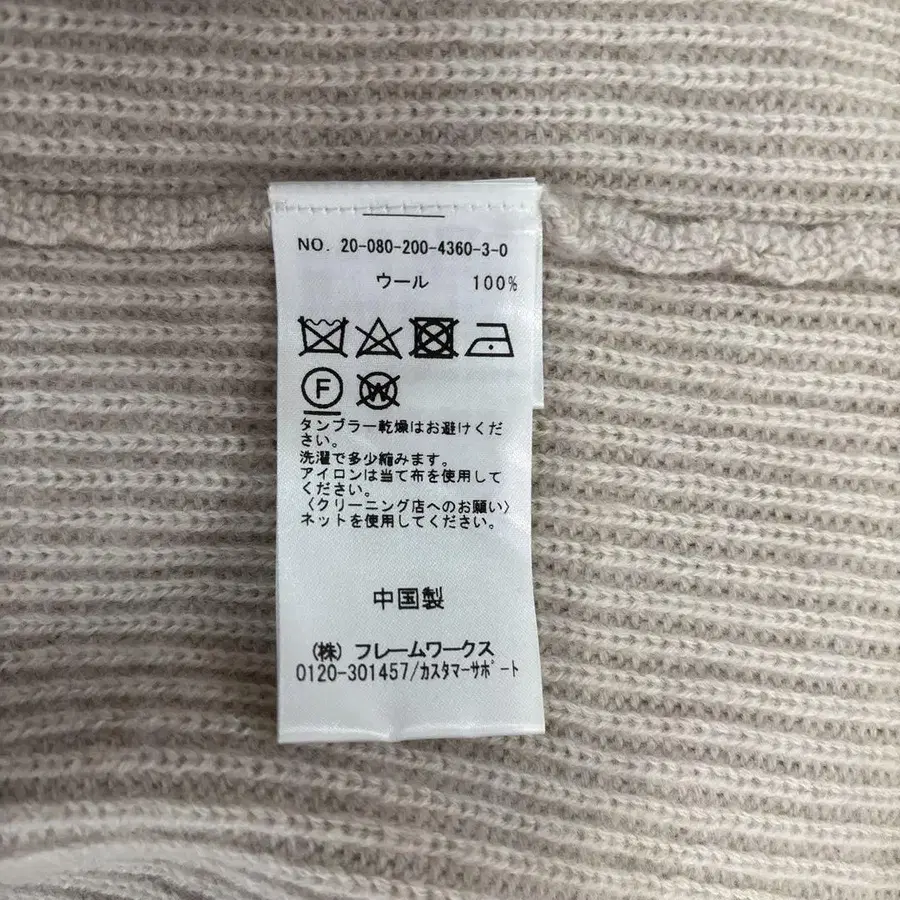 NO. 20-080-200-4360-3-0
ウール 100%
F
W
タンブラー乾燥はお避けくだ
さい。
洗濯で多少縮みます。
アイロンは当て布を使用して
ください。
〈クリーニング店へのお願い〉
ネットを使用してください。
中国製
(株) フレームワークス
0120-301457/カスタマーサポート